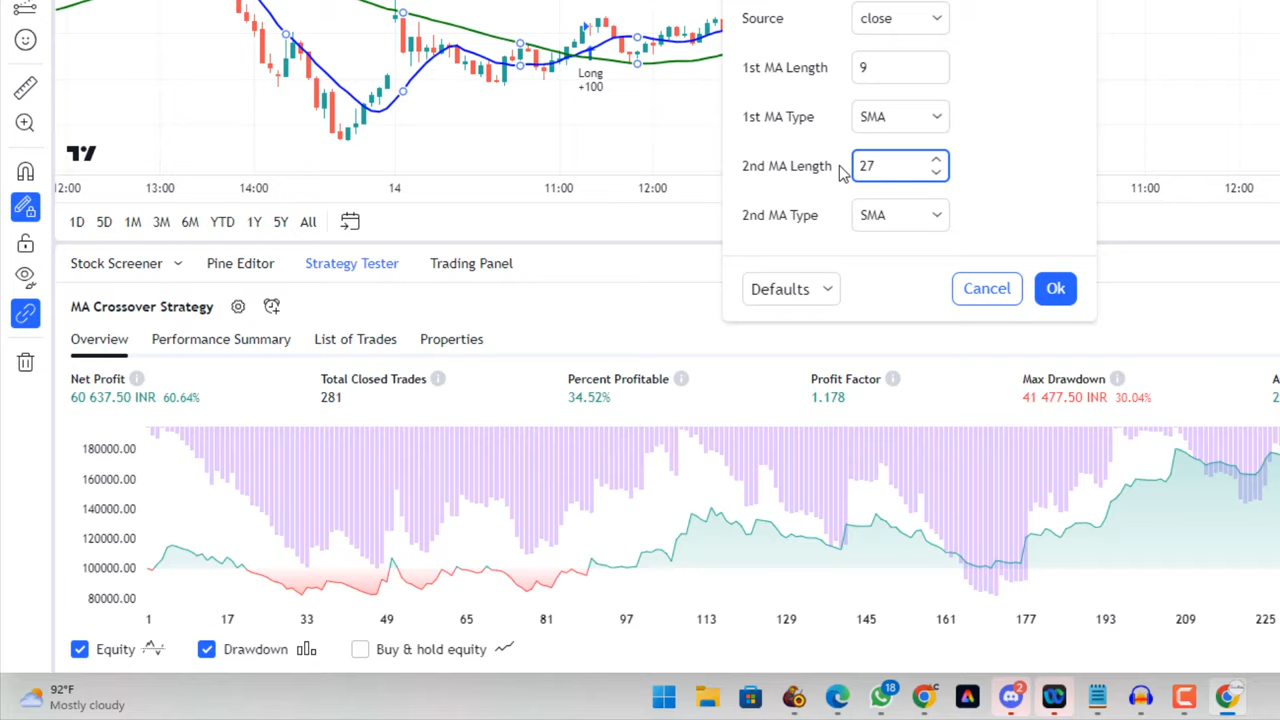 Source
close
1st MA Length
9
1st MA Type
SMA
2nd MA Length
27
2nd MA Type
SMA
Defaults
Cancel
Ok
Long
+100
12:00 13:00 14:00 14 11:00 12:00 11:00 12:00
1D 5D 1M 3M 6M YTD 1Y 5Y All
Stock Screener Pine Editor Strategy Tester Trading Panel
MA Crossover Strategy
Overview Performance Summary List of Trades Properties
Net Profit Total Closed Trades Percent Profitable Profit Factor Max Drawdown A
60 637.50 INR 60.64% 281 34.52% 1.178 41 477.50 INR 30.04% 2
180000.00
160000.00
140000.00
120000.00
100000.00
80000.00
1 17 33 49 65 81 97 113 129 145 161 177 193 209 225
Equity Drawdown Buy & hold equity
92°F
Mostly cloudy
18
2